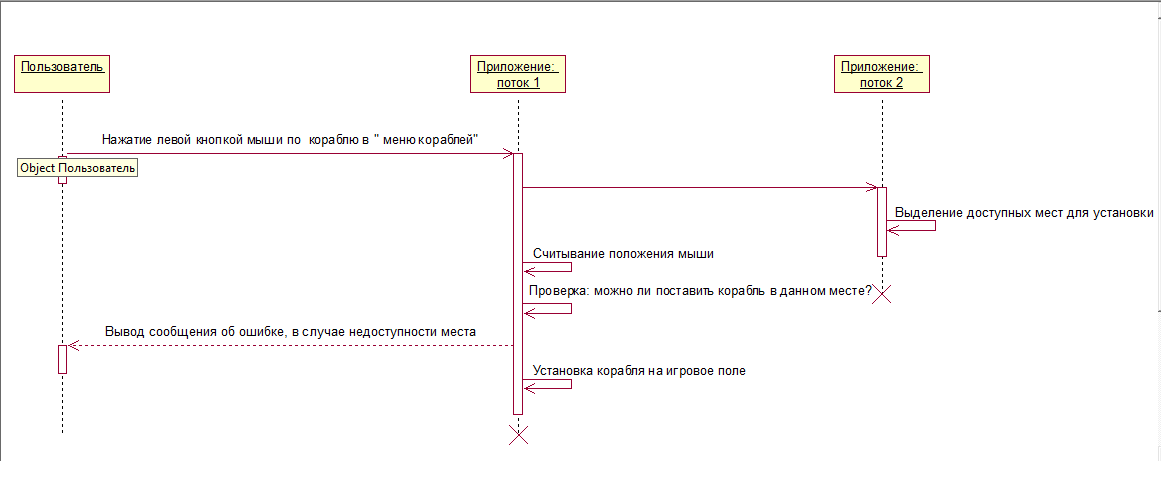 Пользователь
Приложение:
поток 1
Приложение:
поток 2
Нажатие левой кнопкой мыши по кораблю в " меню кораблей"
Object Пользователь
Выделение доступных мест для установки
Считывание положения мыши
Проверка: можно ли поставить корабль в данном месте?
Вывод сообщения об ошибке, в случае недоступности места
Установка корабля на игровое поле